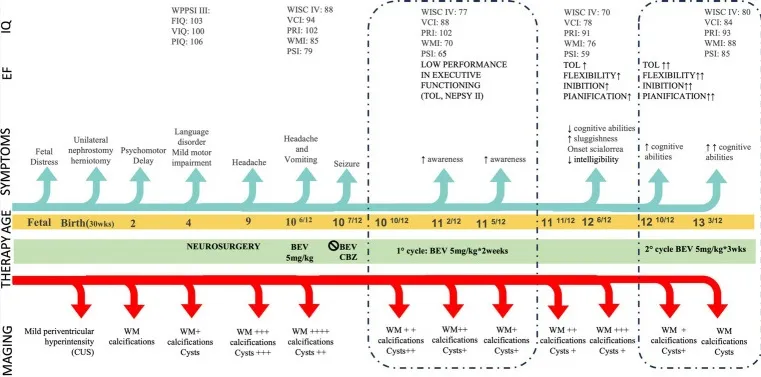 IQ
WPPSI III:
FIQ: 103
VIQ: 100
PIQ: 106
WISC IV: 88
VCI: 94
PRI: 102
WMI: 85
PSI: 79
WISC IV: 77
VCI: 88
PRI: 102
WMI: 70
PSI: 65
WISC IV: 70
VCI: 78
PRI: 91
WMI: 76
PSI: 59
WISC IV: 80
VCI: 84
PRI: 93
WMI: 88
PSI: 85
EF
LOW PERFORMANCE
IN EXECUTIVE
FUNCTIONING
(TOL, NEPSY II)
TOL ↑
FLEXIBILITY↑
INIBITION↑
PIANIFICATION↑
TOL ↑↑
FLEXIBILITY↑↑
INIBITION↑↑
PIANIFICATION↑↑
SYMPTOMS
Fetal
Distress
Unilateral
nephrostomy
herniotomy
Psychomotor
Delay
Language
disorder
Mild motor
impairment
Headache
Headache
and
Vomiting
Seizure
↑ awareness
↑ awareness
↓ cognitive abilities
↑ sluggishness
Onset scialorrea
↓ intelligibility
↑ cognitive
abilities
↑ ↑ cognitive
abilities
AGE
Fetal
Birth(30wks)
2
4
9
10 6/12
10 7/12
10 10/12
11 2/12
11 5/12
11 11/12
12 6/12
12 10/12
13 3/12
THERAPY
NEUROSURGERY
BEV
5mg/kg
BEV
CBZ
1° cycle: BEV 5mg/kg*2weeks
2° cycle BEV 5mg/kg*3wks
MAGING
Mild periventricular
hyperintensity
(CUS)
WM
calcifications
WM+
calcifications
Cysts
WM +++
calcifications
Cysts +++
WM ++++
calcifications
Cysts ++
WM + +
calcifications
Cysts++
WM++
calcifications
Cysts+
WM+
calcifications
Cysts+
WM ++
calcifications
Cysts +
WM +++
calcifications
Cysts +
WM +
calcifications
Cysts+
WM
calcifications
Cysts